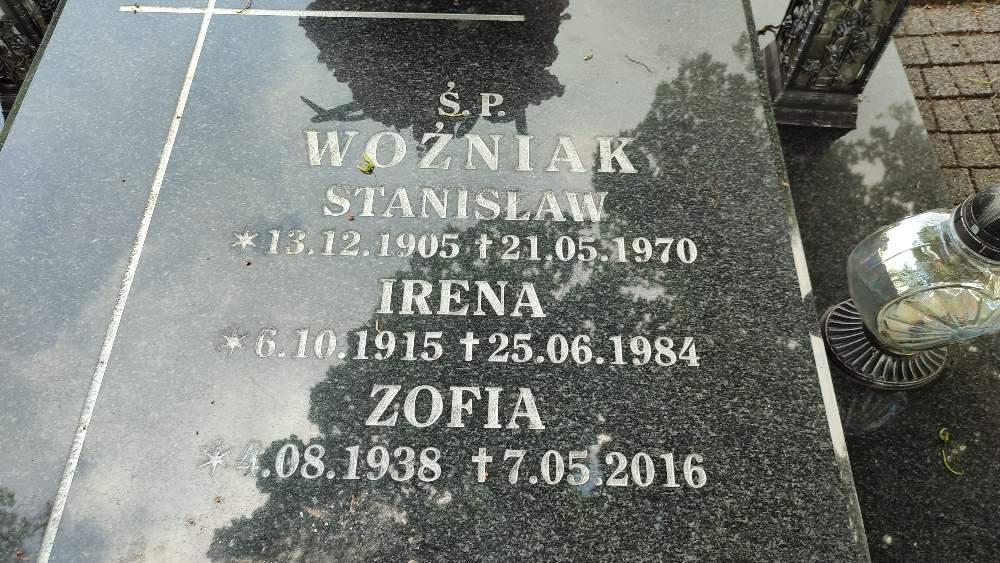 Ś. P.
WOŹNIAK
STANISŁAW
*13.12.1905 †21.05.1970
IRENA
*6.10.1915 †25.06.1984
ZOFIA
*4.08.1938 †7.05.2016